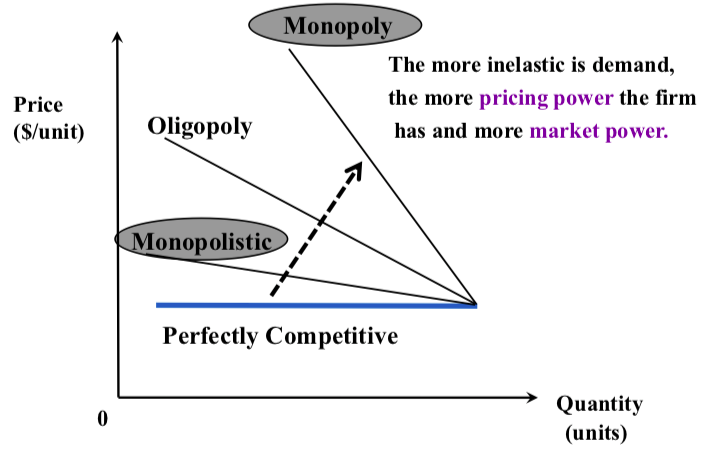 Monopoly
The more inelastic is demand,
the more pricing power the firm
has and more market power.
Price
($/unit)
Oligopoly
Monopolistic
Perfectly Competitive
0
Quantity
(units)